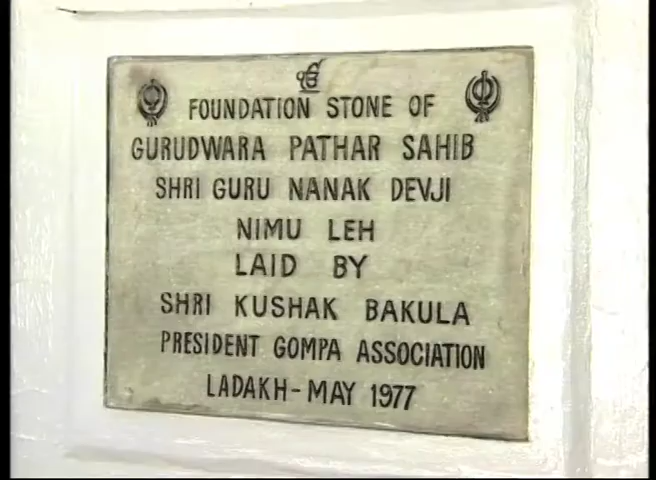 ੴ
FOUNDATION STONE OF
GURUDWARA PATHAR SAHIB
SHRI GURU NANAK DEVJI
NIMU LEH
LAID BY
SHRI KUSHAK BAKULA
PRESIDENT GOMPA ASSOCIATION
LADAKH-MAY 1977